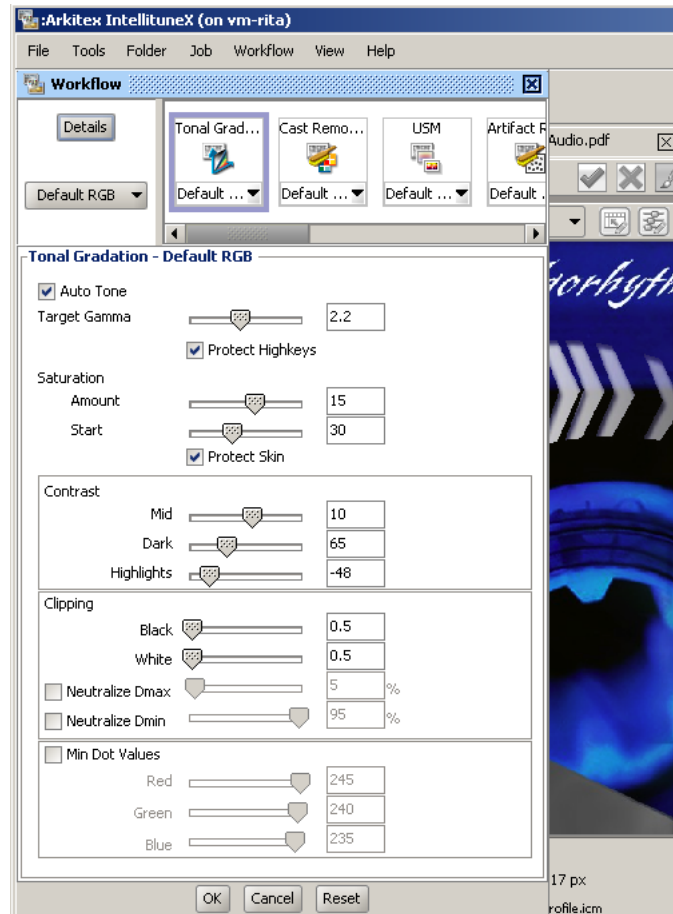 :Arkitex IntellituneX (on vm-rita)
File Tools Folder Job Workflow View Help
Workflow
Details
Default RGB
Tonal Grad... Cast Remo... USM Artifact R
Default ... Default ... Default ... Default .
Audio.pdf
Tonal Gradation - Default RGB
Auto Tone
Target Gamma 2.2
Protect Highkeys
Saturation
Amount 15
Start 30
Protect Skin
Contrast
Mid 10
Dark 65
Highlights -48
Clipping
Black 0.5
White 0.5
Neutralize Dmax 5 %
Neutralize Dmin 95 %
Min Dot Values
Red 245
Green 240
Blue 235
OK Cancel Reset
17 px
rofile.icm